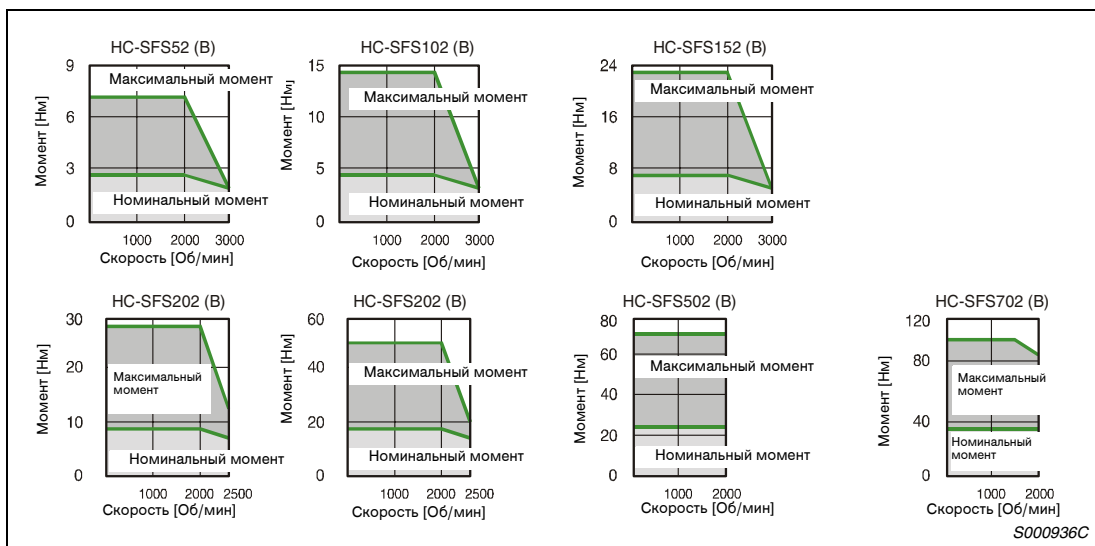 HC-SFS52 (B)
9
6
3
0
Момент [Нм]
Максимальный момент
Номинальный момент
1000 2000 3000
Скорость [Об/мин]
HC-SFS102 (B)
15
10
5
0
Момент [Нм]
Максимальный момент
Номинальный момент
1000 2000 3000
Скорость [Об/мин]
HC-SFS152 (B)
24
16
8
0
Момент [Нм]
Максимальный момент
Номинальный момент
1000 2000 3000
Скорость [Об/мин]
HC-SFS202 (B)
30
20
10
0
Момент [Нм]
Максимальный
момент
Номинальный момент
1000 2000 2500
Скорость [Об/мин]
HC-SFS202 (B)
60
40
20
0
Момент [Нм]
Максимальный момент
Номинальный момент
1000 2000 2500
Скорость [Об/мин]
HC-SFS502 (B)
80
60
40
20
0
Момент [Нм]
Максимальный момент
Номинальный момент
1000 2000
Скорость [Об/мин]
HC-SFS702 (B)
120
80
40
0
Момент [Нм]
Максимальный
момент
Номинальный
момент
1000 2000
Скорость [Об/мин]
S000936C